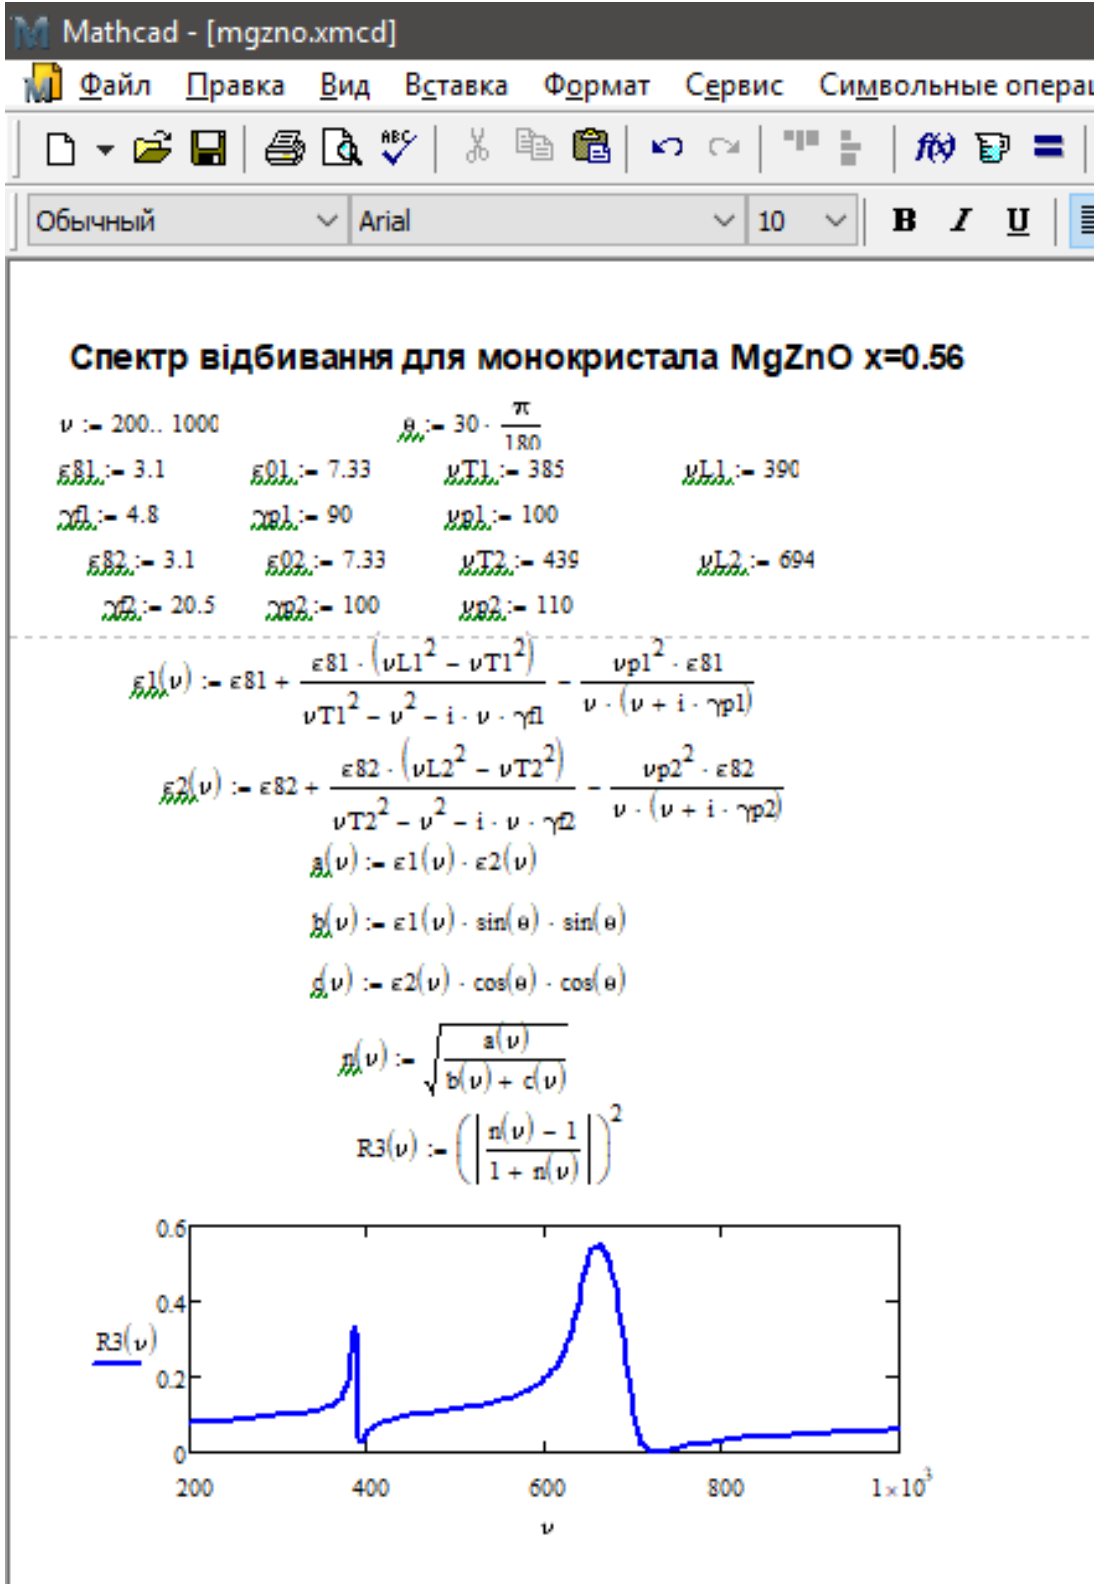 Mathcad - [mgzno.xmcd]
Файл Правка Вид Вставка Формат Сервис Символьные операц
ABC f(x)
Обычный Arial 10 B I U
Спектр відбивання для монокристала MgZnO x=0.56
ν := 200.. 1000 θ := 30 · π/180
ε81 := 3.1 ε01 := 7.33 νT1 := 385 νL1 := 390
γf1 := 4.8 γp1 := 90 νp1 := 100
ε82 := 3.1 ε02 := 7.33 νT2 := 439 νL2 := 694
γf2 := 20.5 γp2 := 100 νp2 := 110
ε1(ν) := ε81 + ε81 · (νL1² − νT1²) / (νT1² − ν² − i · ν · γf1) − νp1² · ε81 / (ν · (ν + i · γp1))
ε2(ν) := ε82 + ε82 · (νL2² − νT2²) / (νT2² − ν² − i · ν · γf2) − νp2² · ε82 / (ν · (ν + i · γp2))
a(ν) := ε1(ν) · ε2(ν)
b(ν) := ε1(ν) · sin(θ) · sin(θ)
c(ν) := ε2(ν) · cos(θ) · cos(θ)
n(ν) := √(a(ν) / (b(ν) + c(ν)))
R3(ν) := (|(n(ν) − 1) / (1 + n(ν))|)²
0.6
0.4
R3(ν)
0.2
0
200 400 600 800 1×10³
ν